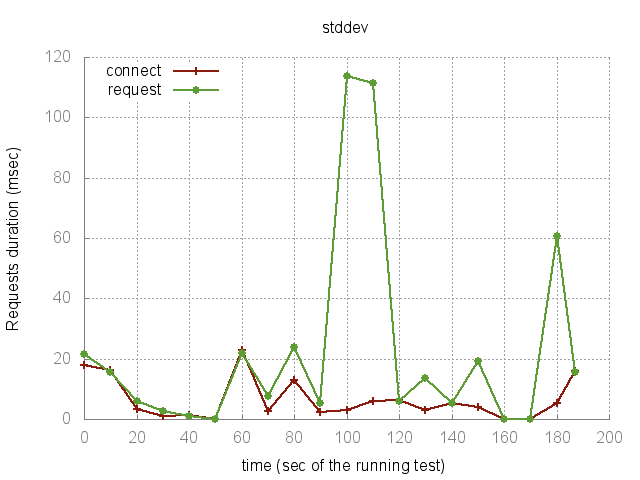 stddev
connect
request
120
100
80
60
40
20
0
Requests duration (msec)
0 20 40 60 80 100 120 140 160 180 200
time (sec of the running test)